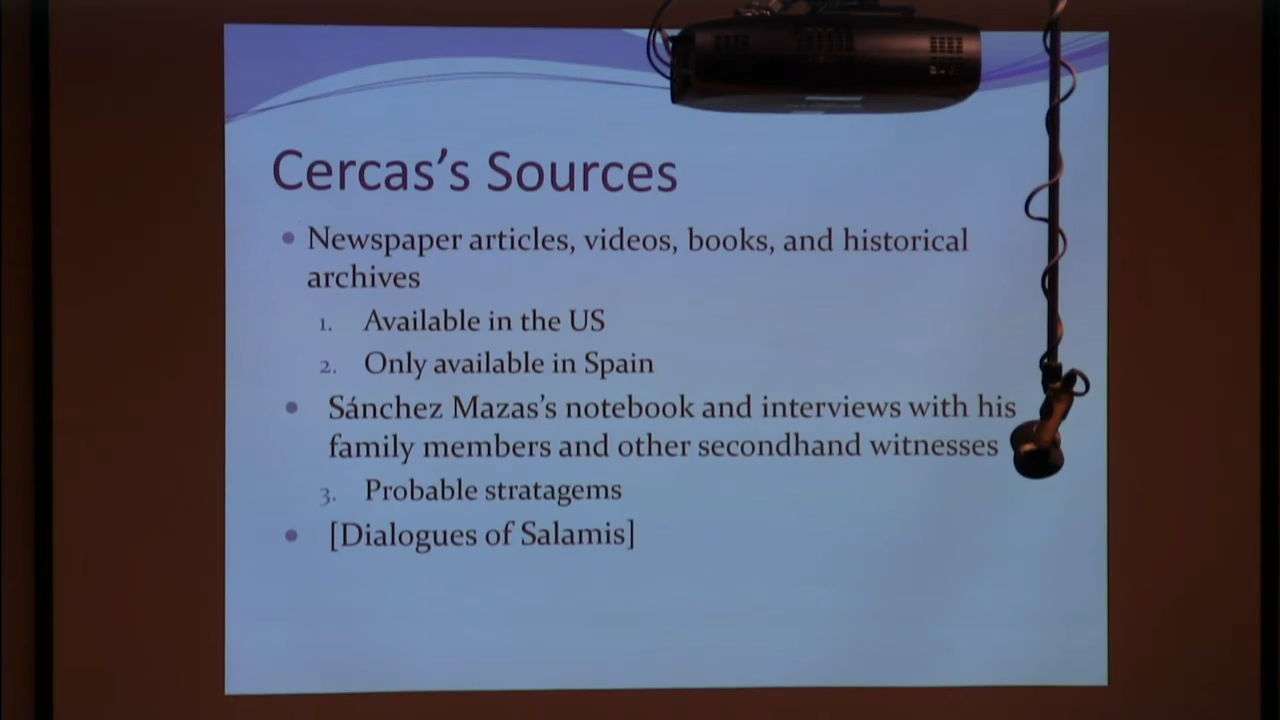 Cercas's Sources
• Newspaper articles, videos, books, and historical
archives
1. Available in the US
2. Only available in Spain
• Sánchez Mazas's notebook and interviews with his
family members and other secondhand witnesses
3. Probable stratagems
• [Dialogues of Salamis]